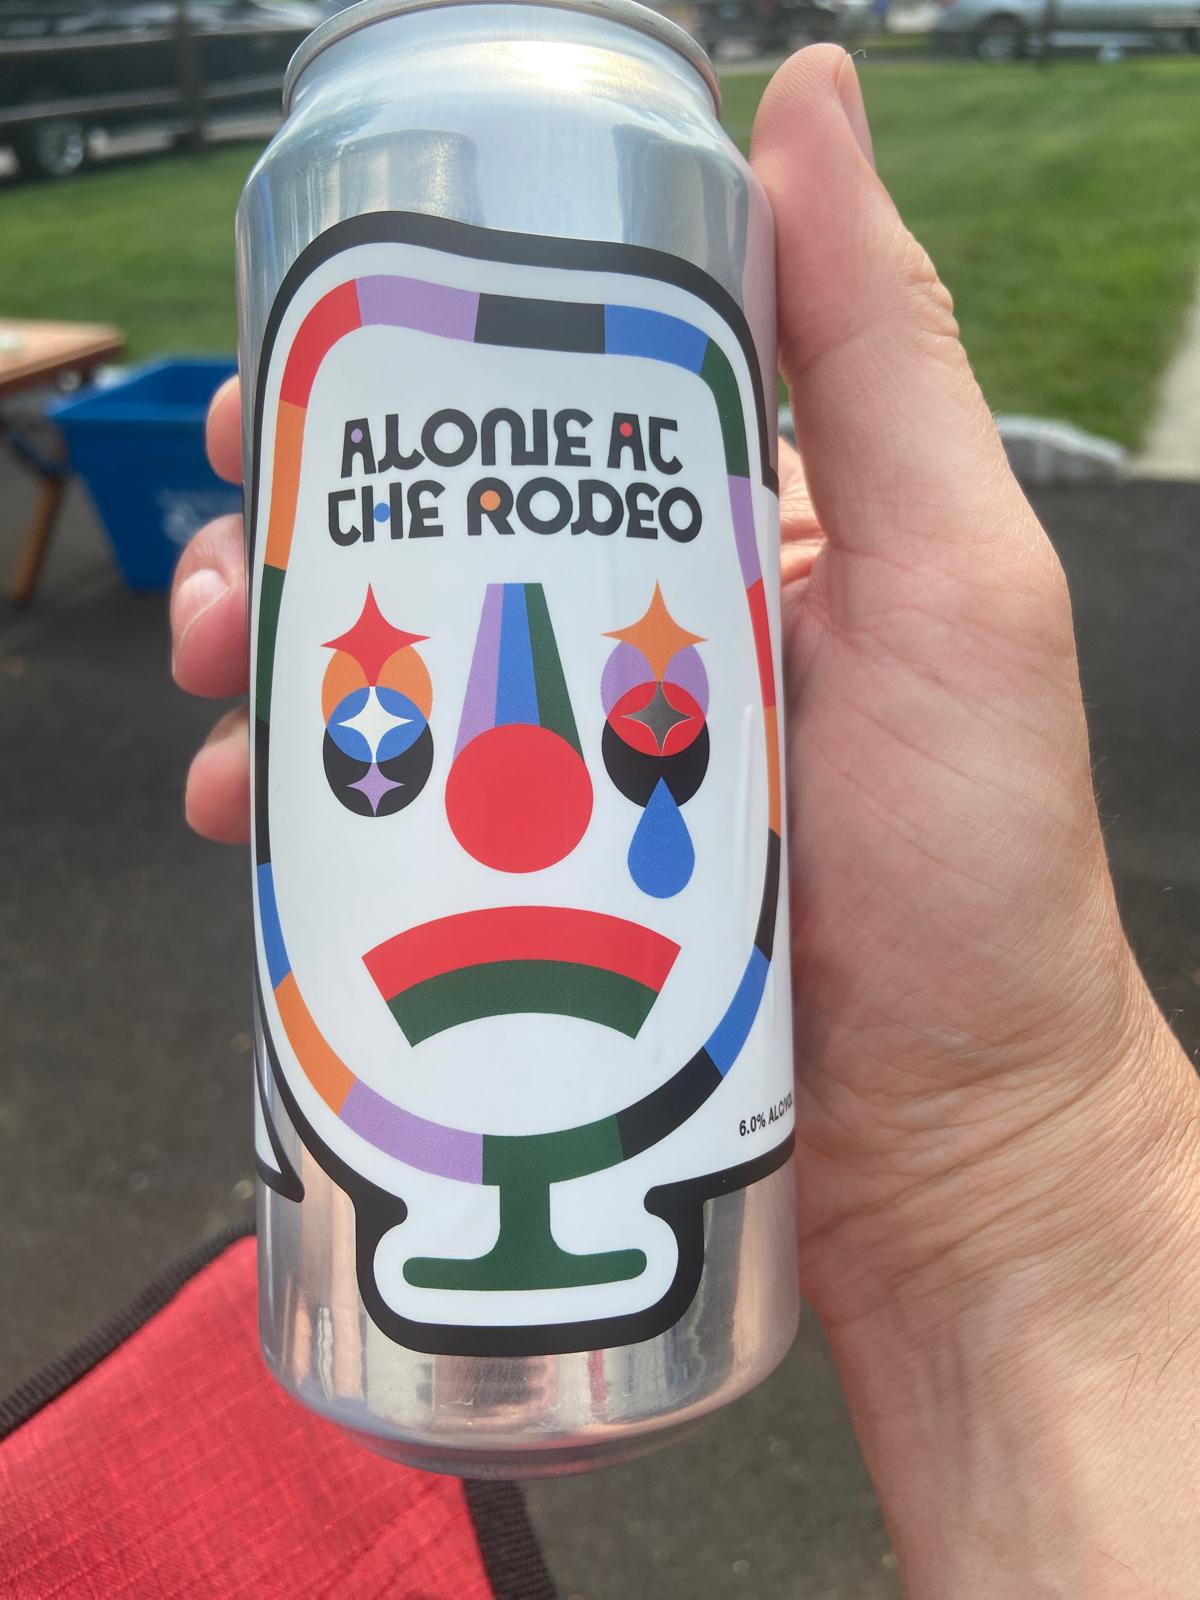 ALONE AT
THE RODEO
6.0% ALC/VOL